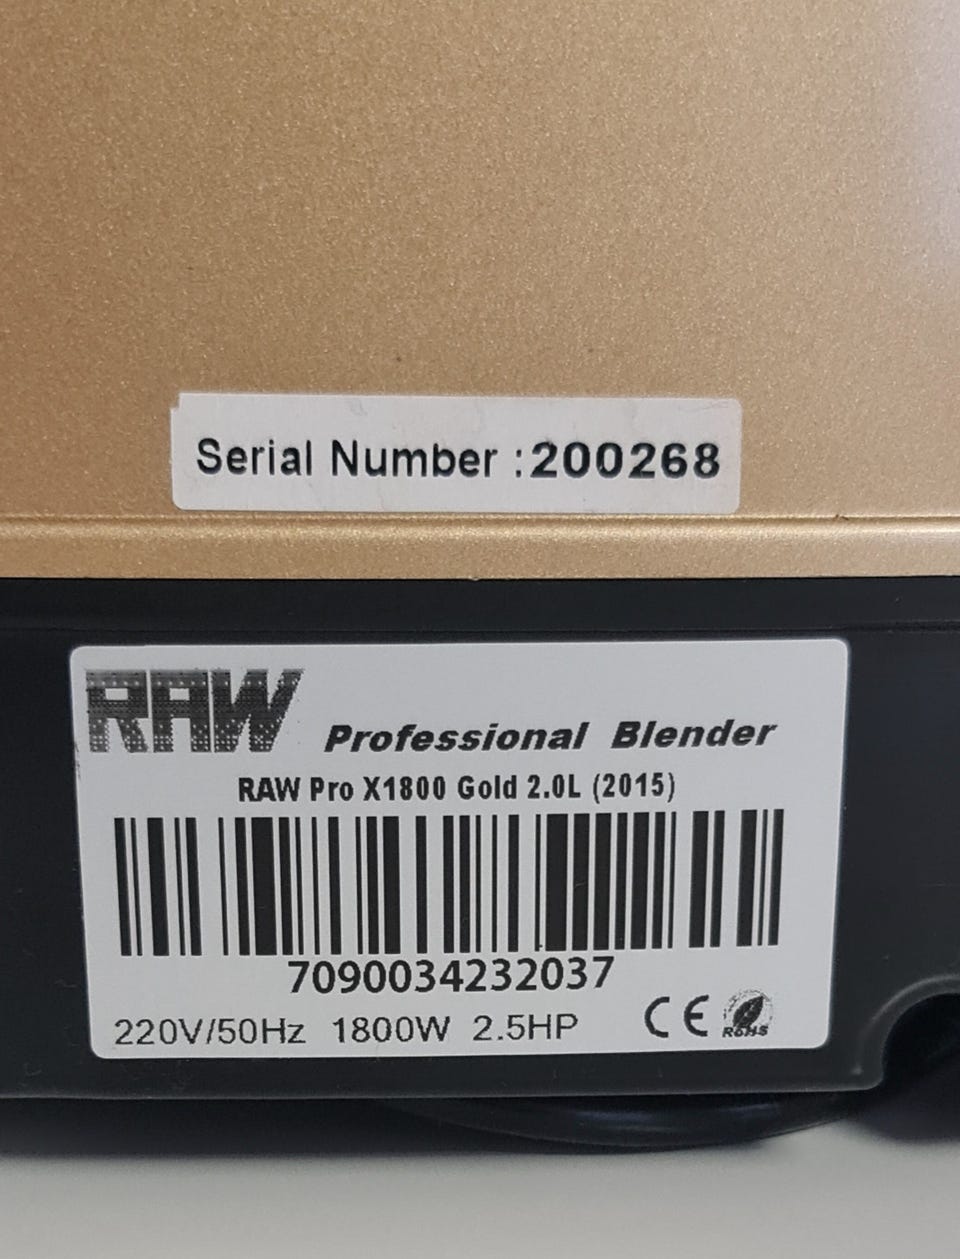 Serial Number :200268
RAW Professional Blender
RAW Pro X1800 Gold 2.0L (2015)
7090034232037
220V/50Hz 1800W 2.5HP CE RoHS